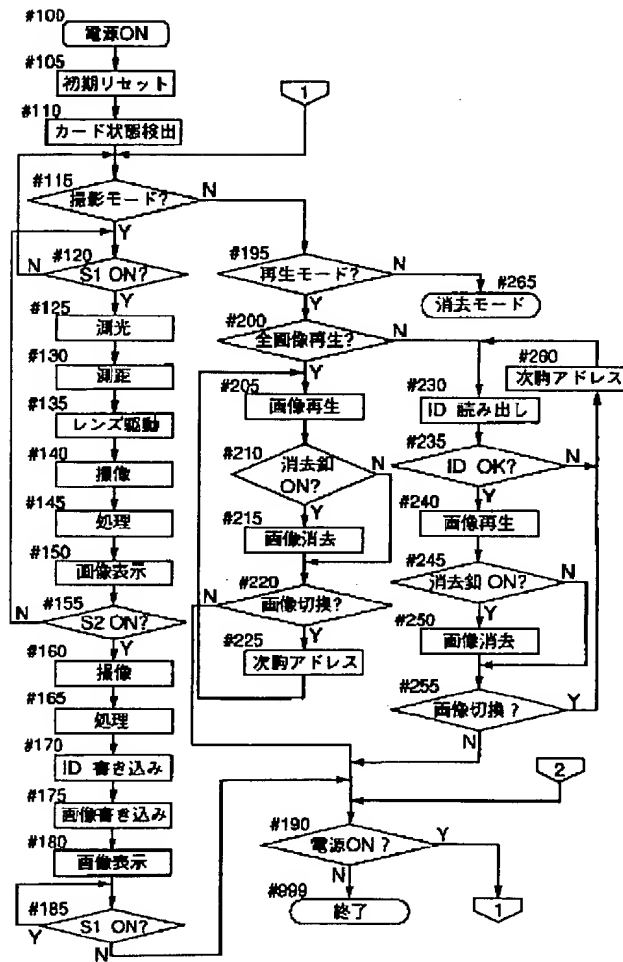 #100
電源ON
#105
初期リセット
#110
カード状態検出
1
#115
撮影モード?
N
Y
#120
S1 ON?
N
Y
#125
測光
#130
測距
#135
レンズ駆動
#140
撮像
#145
処理
#150
画像表示
#155
S2 ON?
N
Y
#160
撮像
#165
処理
#170
ID 書き込み
#175
画像書き込み
#180
画像表示
#185
S1 ON?
Y
N
#195
再生モード?
N
Y
#265
消去モード
#200
全画像再生?
N
Y
#205
画像再生
#210
消去釦
ON?
N
Y
#215
画像消去
#220
画像切換?
N
Y
#225
次駒アドレス
#260
次駒アドレス
#230
ID 読み出し
#235
ID OK?
N
Y
#240
画像再生
#245
消去釦 ON?
N
Y
#250
画像消去
#255
画像切換?
Y
N
2
#190
電源ON?
Y
N
#999
終了
1